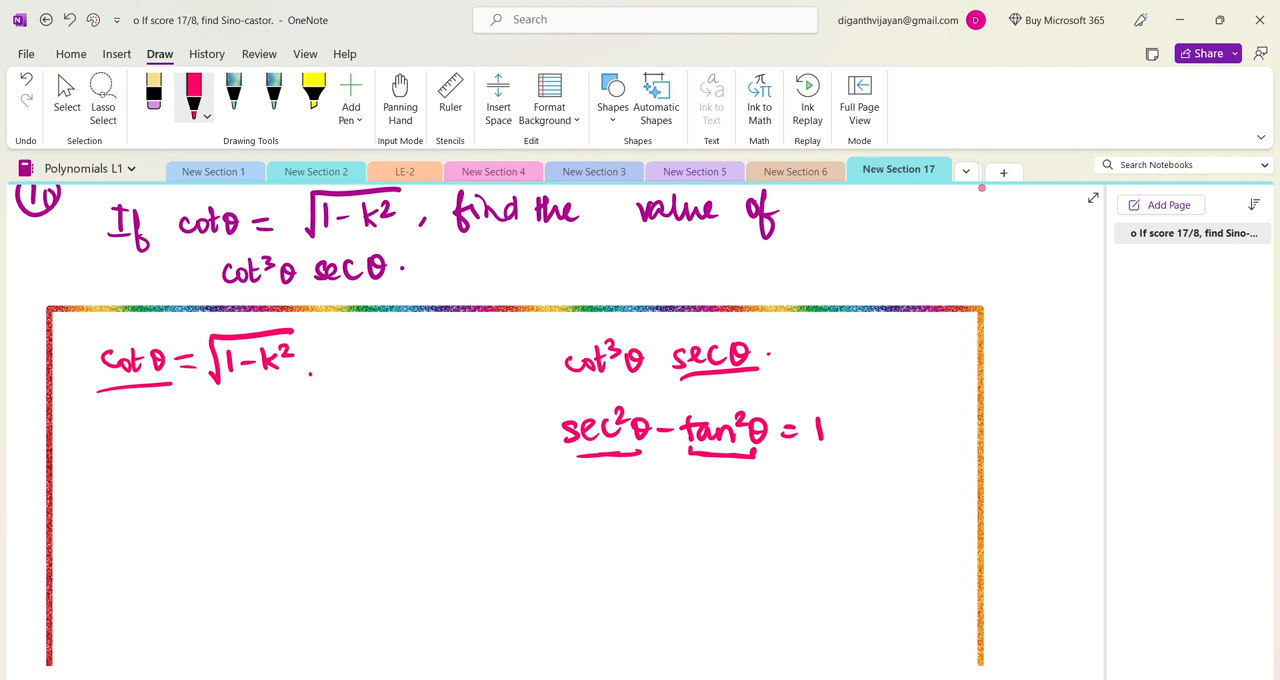 o If score 17/8, find Sino-castor. - OneNote
Search
diganthvijayan@gmail.com D
Buy Microsoft 365
File Home Insert Draw History Review View Help
Share
Undo
Select
Lasso Select
Add Pen
Panning Hand
Ruler
Insert Space
Format Background
Shapes
Automatic Shapes
Ink to Text
Ink to Math
Ink Replay
Full Page View
Undo Selection Drawing Tools Input Mode Stencils Edit Shapes Text Math Replay Mode
Polynomials L1
New Section 1 New Section 2 LE-2 New Section 4 New Section 3 New Section 5 New Section 6 New Section 17 +
Search Notebooks
Add Page
o If score 17/8, find Sino-...
If cotθ = √(1-k²), find the value of
cot³θ secθ.
cotθ = √(1-k²).
cot³θ secθ.
sec²θ - tan²θ = 1